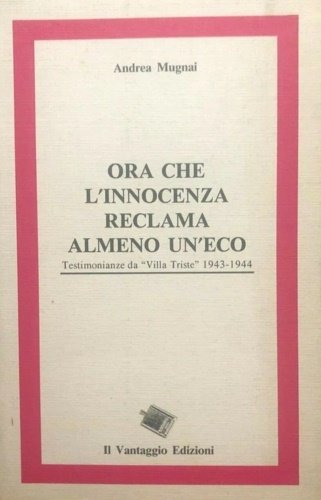 Andrea Mugnai
ORA CHE
L'INNOCENZA
RECLAMA
ALMENO UN'ECO
Testimonianze da "Villa Triste" 1943-1944
Il Vantaggio Edizioni